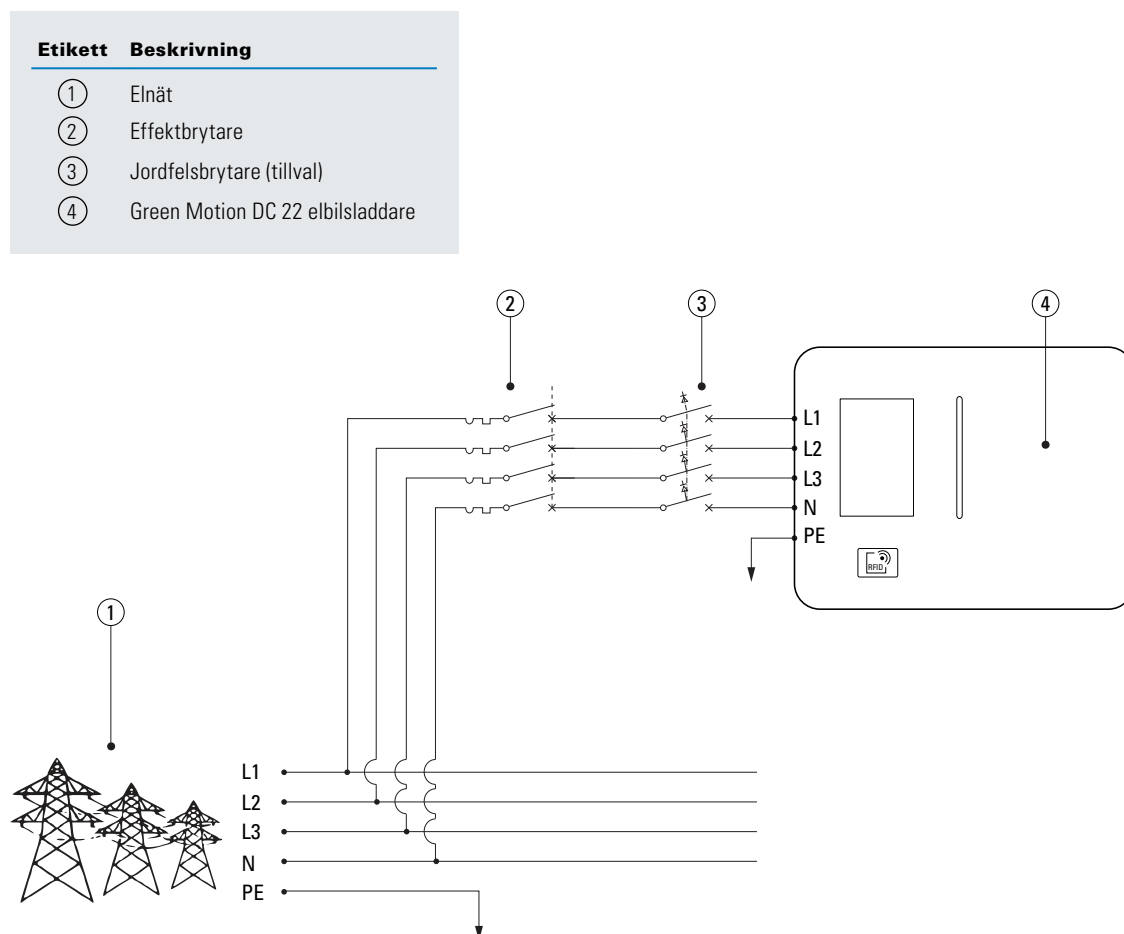 Etikett Beskrivning
1 Elnät
2 Effektbrytare
3 Jordfelsbrytare (tillval)
4 Green Motion DC 22 elbilsladdare
2 3 4
L1
L2
L3
N
PE
RFID
1
L1
L2
L3
N
PE